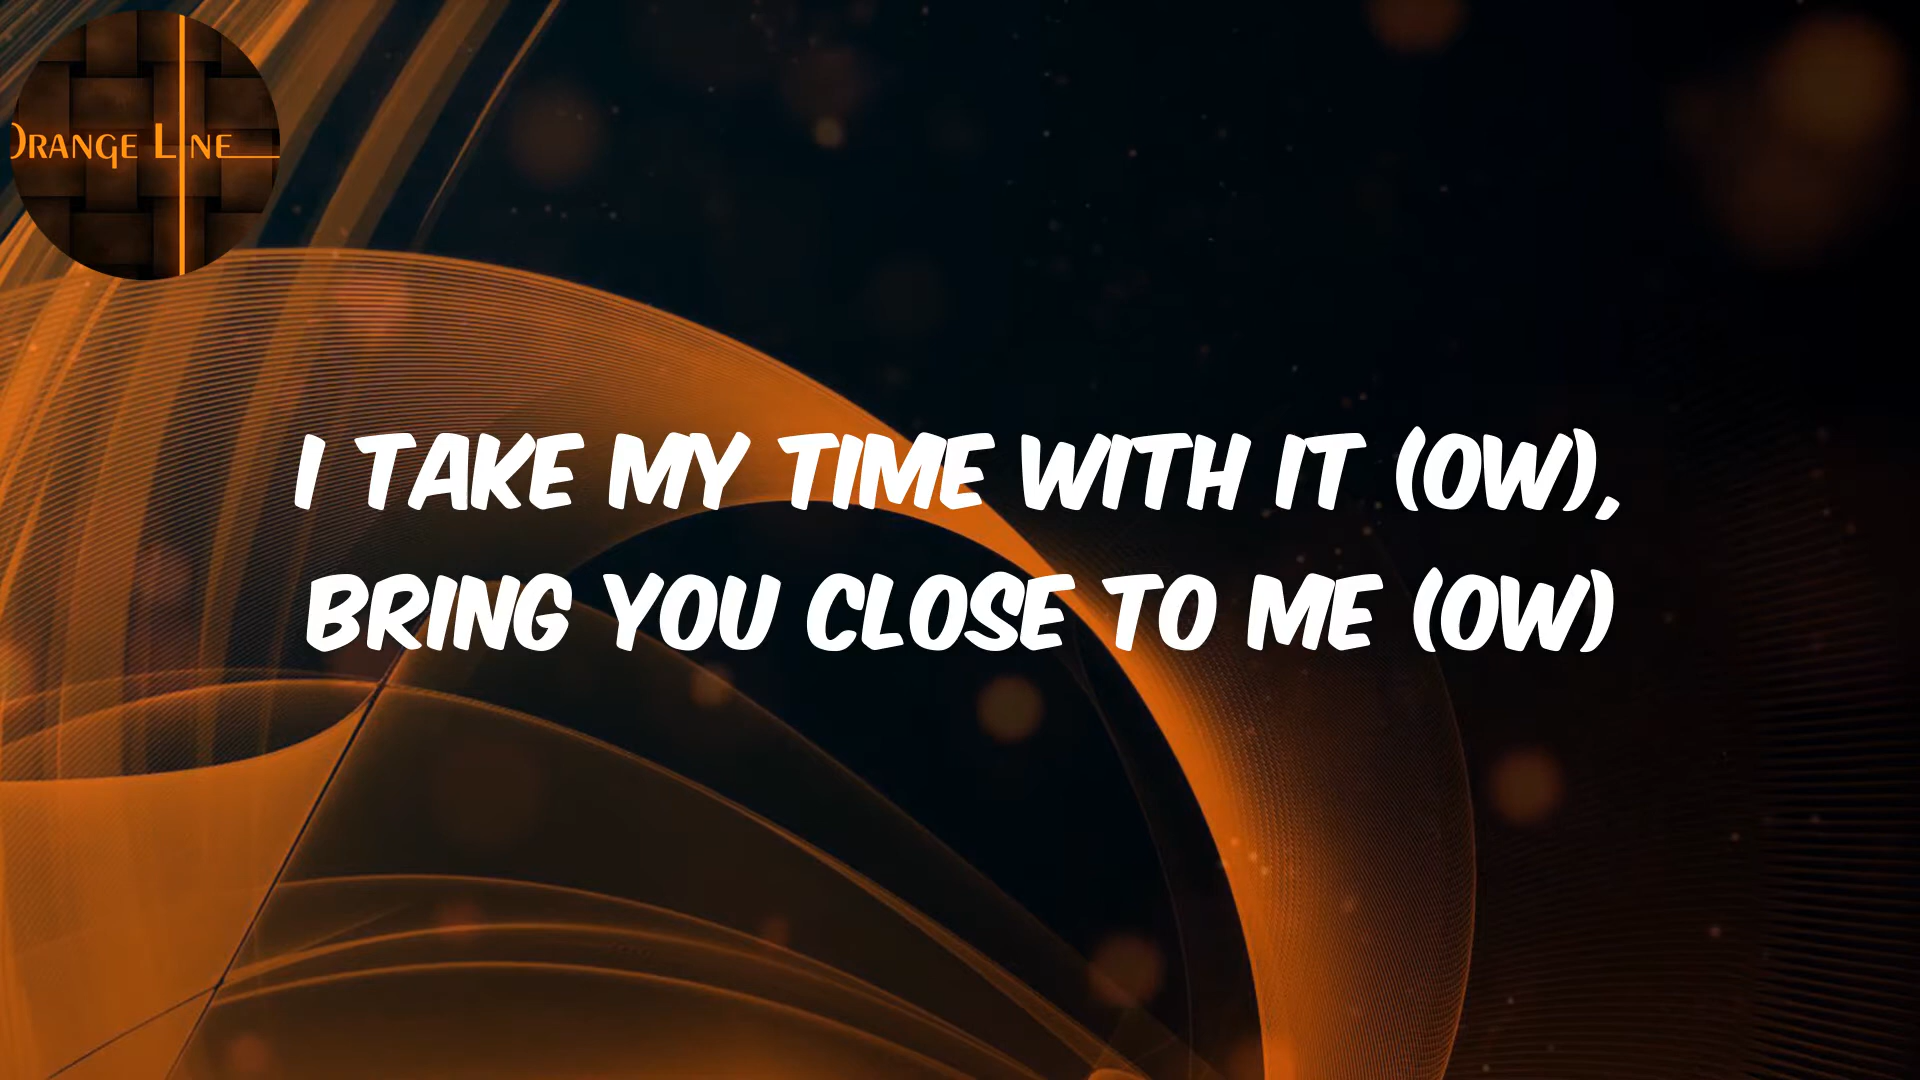 ORANGE LINE
I TAKE MY TIME WITH IT (OW),
BRING YOU CLOSE TO ME (OW)